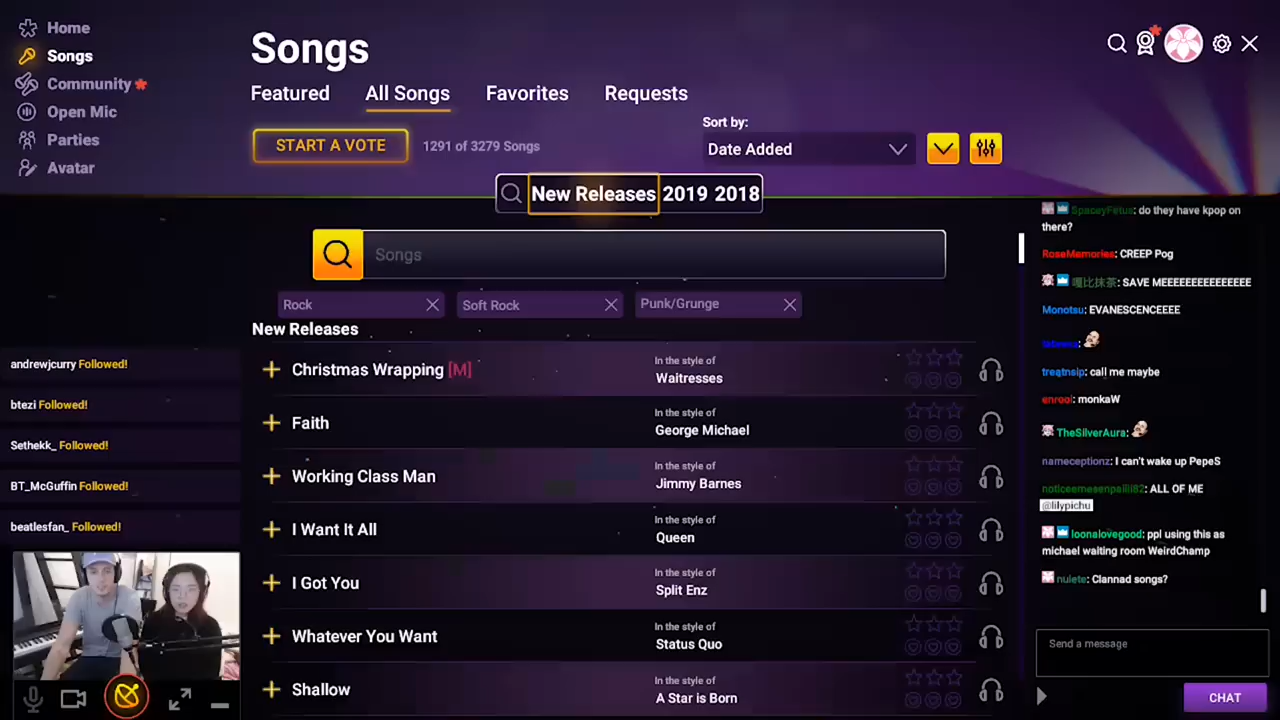 Home
Songs
Community
Open Mic
Parties
Avatar
Songs
Featured
All Songs
Favorites
Requests
START A VOTE
1291 of 3279 Songs
Sort by:
Date Added
New Releases 2019 2018
Songs
Rock
Soft Rock
Punk/Grunge
New Releases
Christmas Wrapping [M]
In the style of
Waitresses
Faith
In the style of
George Michael
Working Class Man
In the style of
Jimmy Barnes
I Want It All
In the style of
Queen
I Got You
In the style of
Split Enz
Whatever You Want
In the style of
Status Quo
Shallow
In the style of
A Star is Born
andrewjcurry Followed!
btezi Followed!
Sethekk_ Followed!
BT_McGuffin Followed!
beatlesfan_ Followed!
SpaceyFetus: do they have kpop on
there?
RoseMemories: CREEP Pog
嘎比抹茶: SAVE MEEEEEEEEEEEEEEE
Monotsu: EVANESCENCEEEE
treatnsip: call me maybe
enrool: monkaW
TheSilverAura:
nameceptionz: I can't wake up PepeS
noticeemesenpaiiii82: ALL OF ME
@lilypichu
loonalovegood: ppl using this as
michael waiting room WeirdChamp
nulete: Clannad songs?
Send a message
CHAT